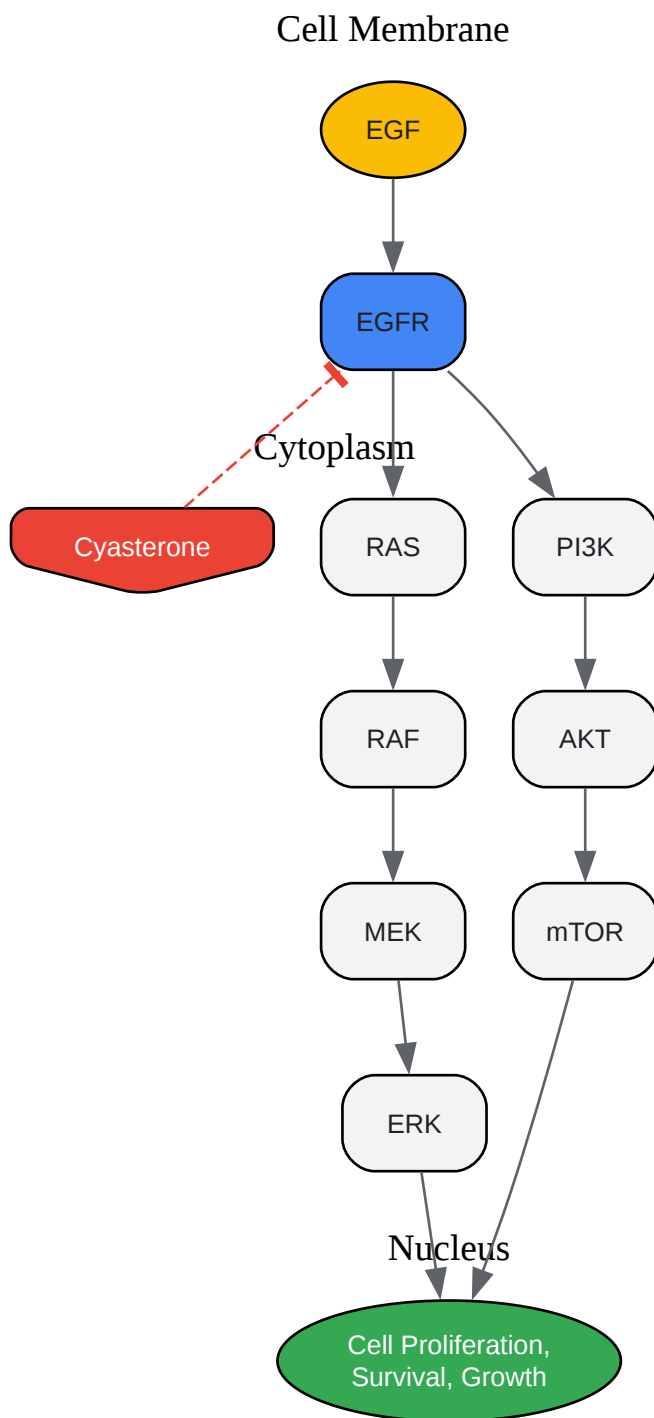 Cell Membrane
EGF
EGFR
Cytoplasm
Cyasterone
RAS
PI3K
RAF
AKT
MEK
mTOR
ERK
Nucleus
Cell Proliferation,
Survival, Growth